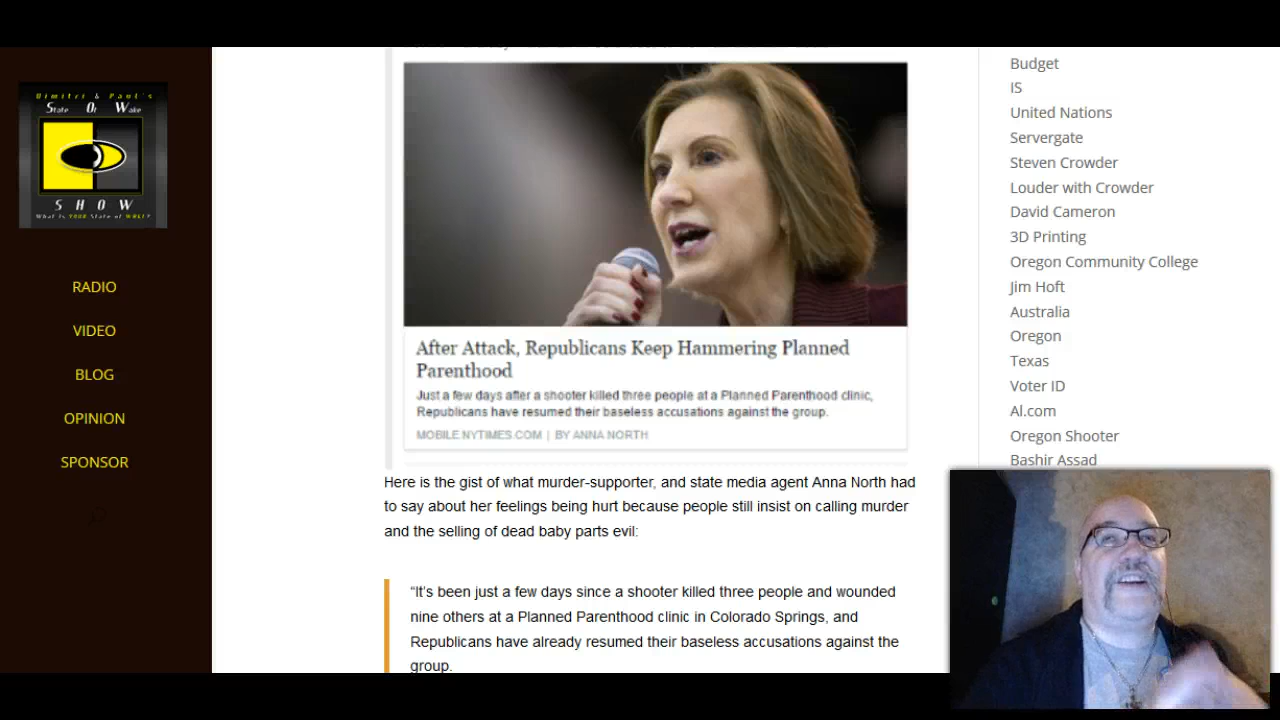 Dimitri & Paul's
State Of Wake
SHOW
What is YOUR State of WAKE?
RADIO
VIDEO
BLOG
OPINION
SPONSOR
After Attack, Republicans Keep Hammering Planned
Parenthood
Just a few days after a shooter killed three people at a Planned Parenthood clinic,
Republicans have resumed their baseless accusations against the group.
MOBILE.NYTIMES.COM | BY ANNA NORTH
Here is the gist of what murder-supporter, and state media agent Anna North had
to say about her feelings being hurt because people still insist on calling murder
and the selling of dead baby parts evil:
“It’s been just a few days since a shooter killed three people and wounded
nine others at a Planned Parenthood clinic in Colorado Springs, and
Republicans have already resumed their baseless accusations against the
group.
Budget
IS
United Nations
Servergate
Steven Crowder
Louder with Crowder
David Cameron
3D Printing
Oregon Community College
Jim Hoft
Australia
Oregon
Texas
Voter ID
Al.com
Oregon Shooter
Bashir Assad